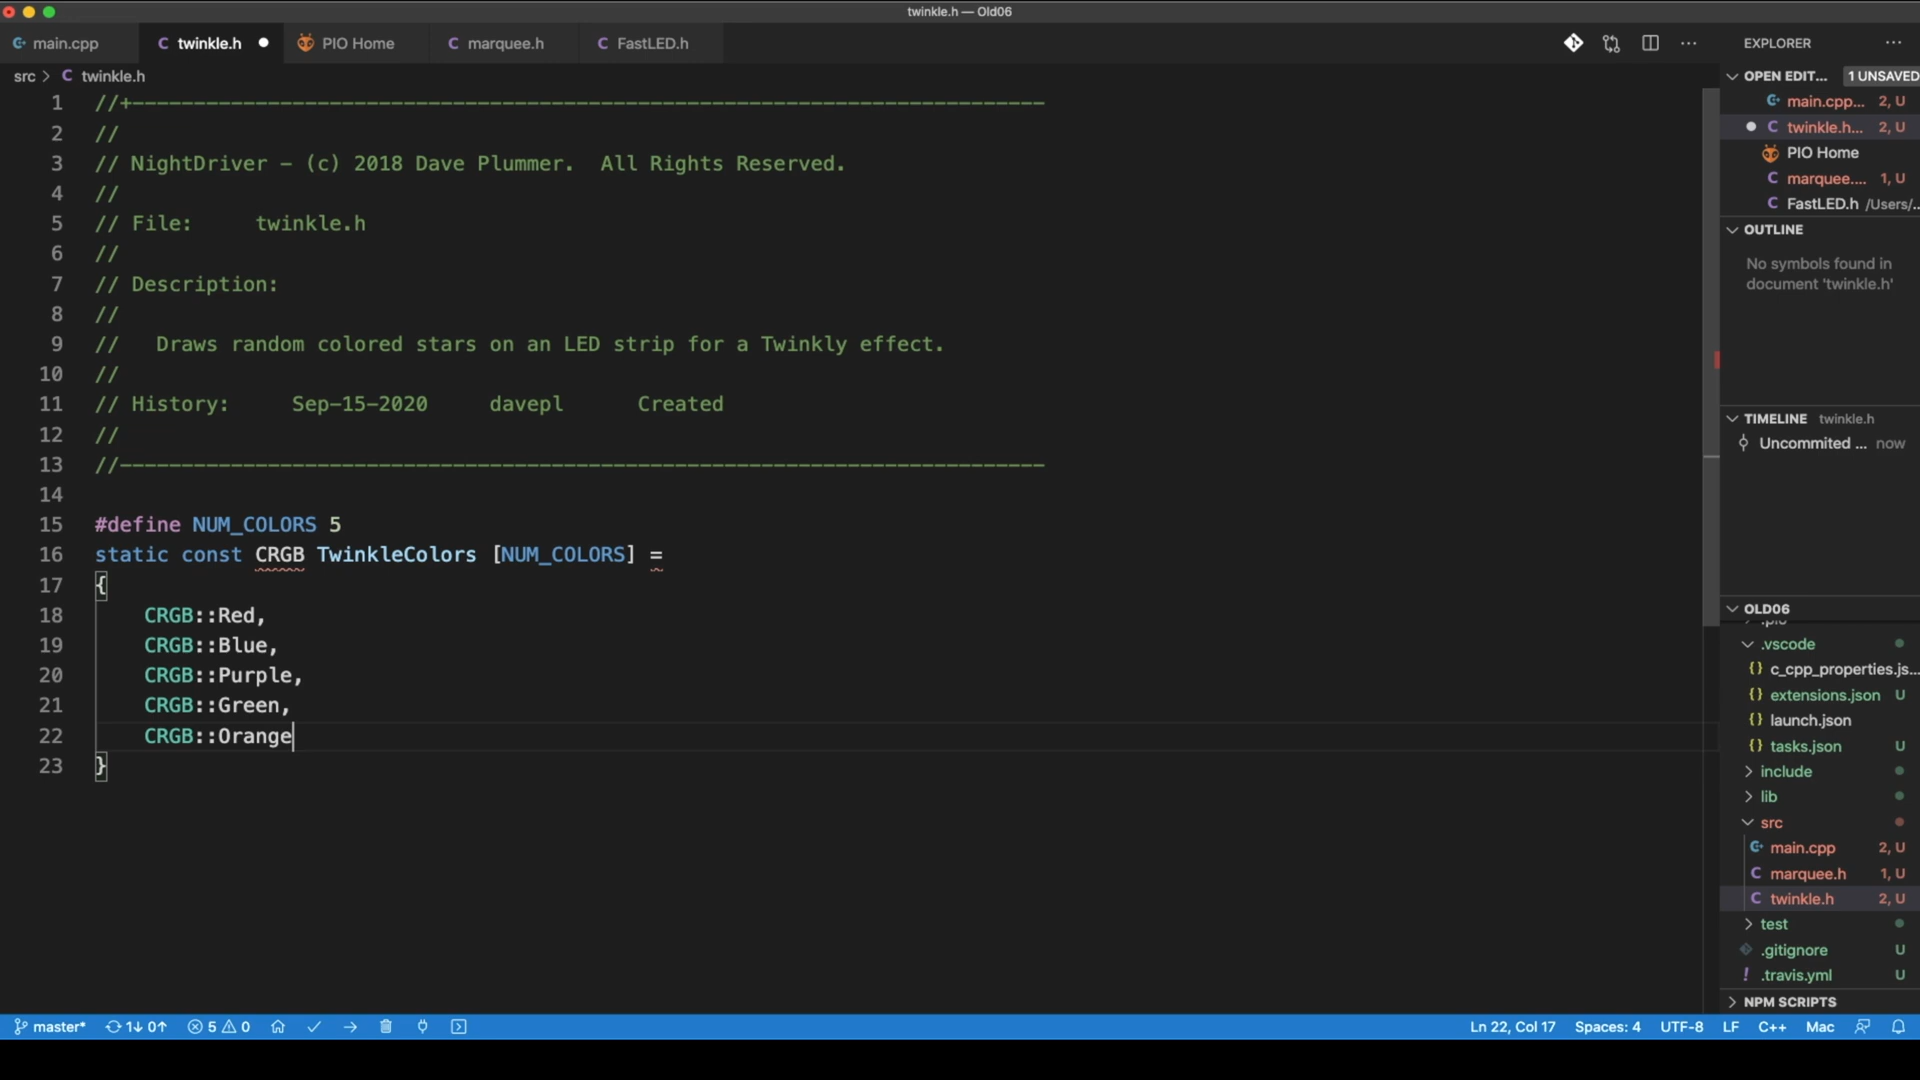 twinkle.h — Old06
main.cpp
twinkle.h
PIO Home
marquee.h
FastLED.h
EXPLORER
src > C twinkle.h
1 //+--------------------------------------------------------------------------
2 //
3 // NightDriver - (c) 2018 Dave Plummer.  All Rights Reserved.
4 //
5 // File:     twinkle.h
6 //
7 // Description:
8 //
9 //   Draws random colored stars on an LED strip for a Twinkly effect.
10 //
11 // History:     Sep-15-2020     davepl      Created
12 //
13 //---------------------------------------------------------------------------
14
15 #define NUM_COLORS 5
16 static const CRGB TwinkleColors [NUM_COLORS] =
17 {
18     CRGB::Red,
19     CRGB::Blue,
20     CRGB::Purple,
21     CRGB::Green,
22     CRGB::Orange
23 }
OPEN EDIT... 1 UNSAVED
main.cpp... 2, U
twinkle.h... 2, U
PIO Home
marquee.... 1, U
FastLED.h /Users/...
OUTLINE
No symbols found in
document 'twinkle.h'
TIMELINE twinkle.h
Uncommited ... now
OLD06
.vscode
c_cpp_properties.js...
extensions.json U
launch.json
tasks.json U
include
lib
src
main.cpp 2, U
marquee.h 1, U
twinkle.h 2, U
test
.gitignore U
.travis.yml U
NPM SCRIPTS
master* 1↓ 0↑ 5 0 Ln 22, Col 17 Spaces: 4 UTF-8 LF C++ Mac